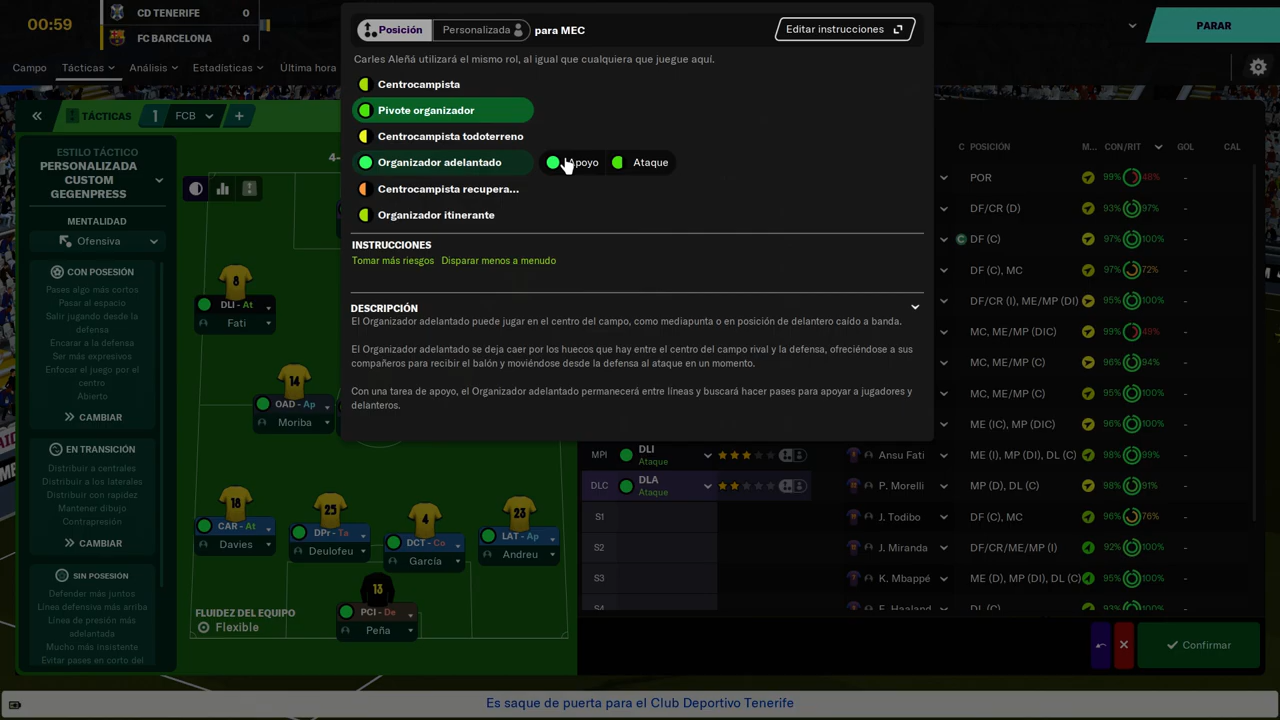 00:59
CD TENERIFE 0
FC BARCELONA 0
PARAR
Campo Tácticas Análisis Estadísticas Última hora
Posición Personalizada para MEC
Editar instrucciones
Carles Aleñá utilizará el mismo rol, al igual que cualquiera que juegue aquí.
Centrocampista
Pivote organizador
Centrocampista todoterreno
Organizador adelantado Apoyo Ataque
Centrocampista recupera...
Organizador itinerante
INSTRUCCIONES
Tomar más riesgos Disparar menos a menudo
DESCRIPCIÓN
El Organizador adelantado puede jugar en el centro del campo, como mediapunta o en posición de delantero caído a banda.
El Organizador adelantado se deja caer por los huecos que hay entre el centro del campo rival y la defensa, ofreciéndose a sus
compañeros para recibir el balón y moviéndose desde la defensa al ataque en un momento.
Con una tarea de apoyo, el Organizador adelantado permanecerá entre líneas y buscará hacer pases para apoyar a jugadores y
delanteros.
TÁCTICAS 1 FCB +
ESTILO TÁCTICO
PERSONALIZADA
CUSTOM
GEGENPRESS
MENTALIDAD
Ofensiva
CON POSESIÓN
Pases algo más cortos
Pasar al espacio
Salir jugando desde la
defensa
Encarar a la defensa
Ser más expresivos
Enfocar el juego por el
centro
Abierto
CAMBIAR
EN TRANSICIÓN
Distribuir a centrales
Distribuir a los laterales
Distribuir con rapidez
Mantener dibujo
Contrapresión
CAMBIAR
SIN POSESIÓN
Defender más juntos
Línea defensiva más arriba
Línea de presión más
adelantada
Mucho más insistente
Evitar pases en corto del
4-
8
DLI - At
Fati
14
OAD - Ap
Moriba
18
CAR - At
Davies
25
DPr - Ta
Deulofeu
4
DCT - Co
García
23
LAT - Ap
Andreu
13
PCI - De
Peña
FLUIDEZ DEL EQUIPO
Flexible
C POSICIÓN M... CON/RIT GOL CAL
POR 99% 48% -
DF/CR (D) 93% 97% -
C DF (C) 97% 100% -
DF (C), MC 97% 72% -
DF/CR (I), ME/MP (DI) 95% 100% -
MC, ME/MP (DIC) 99% 49% -
MC, ME/MP (C) 96% 94% -
MC, ME/MP (C) 95% 100% -
ME (IC), MP (DIC) 98% 100% -
MPI DLI Ataque Ansu Fati ME (I), MP (DI), DL (C) 98% 99% -
DLC DLA Ataque P. Morelli MP (D), DL (C) 98% 91% -
S1 J. Todibo DF (C), MC 96% 76% -
S2 J. Miranda DF/CR/ME/MP (I) 92% 100% -
S3 K. Mbappé ME (D), MP (DI), DL (C) 95% 100% -
S4 E. Haaland DL (C) 93% 100% -
Confirmar
Es saque de puerta para el Club Deportivo Tenerife